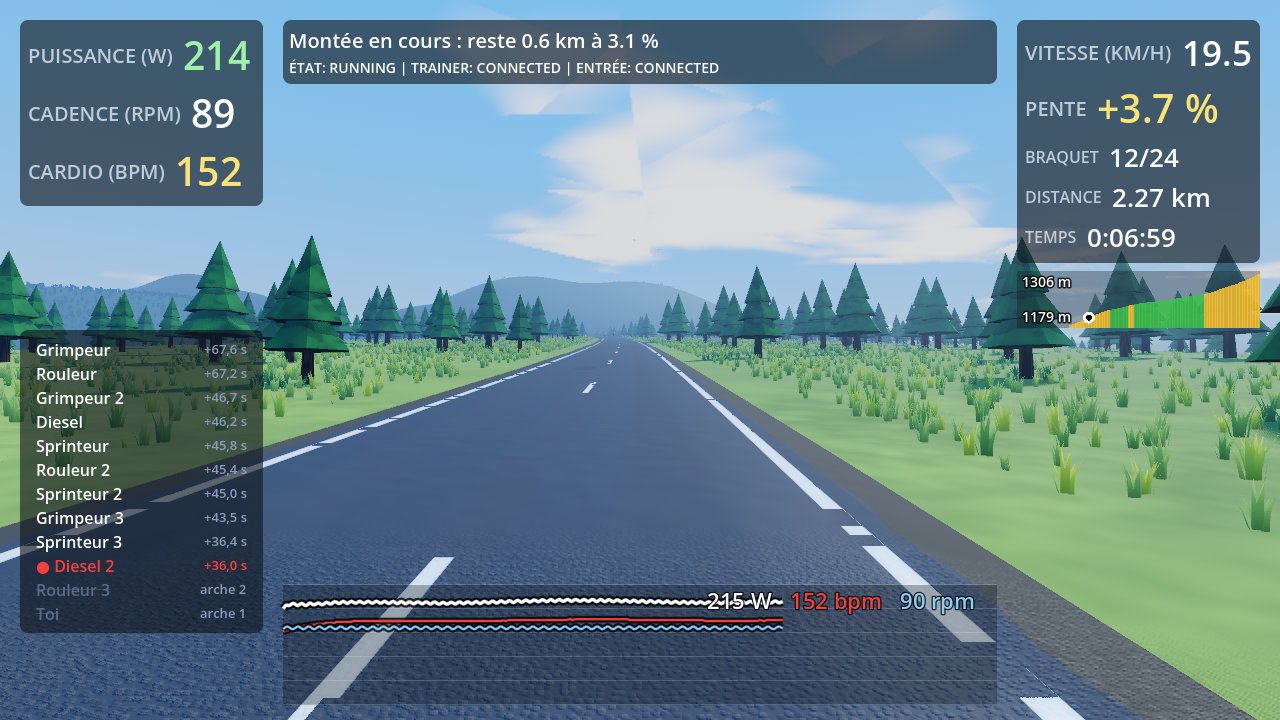 PUISSANCE (W) 214
CADENCE (RPM) 89
CARDIO (BPM) 152
Montée en cours : reste 0.6 km à 3.1 %
ÉTAT: RUNNING | TRAINER: CONNECTED | ENTRÉE: CONNECTED
VITESSE (KM/H) 19.5
PENTE +3.7 %
BRAQUET 12/24
DISTANCE 2.27 km
TEMPS 0:06:59
1306 m
1179 m
Grimpeur +67,6 s
Rouleur +67,2 s
Grimpeur 2 +46,7 s
Diesel +46,2 s
Sprinteur +45,8 s
Rouleur 2 +45,4 s
Sprinteur 2 +45,0 s
Grimpeur 3 +43,5 s
Sprinteur 3 +36,4 s
Diesel 2 +36,0 s
Rouleur 3 arche 2
Toi arche 1
215 W 152 bpm 90 rpm